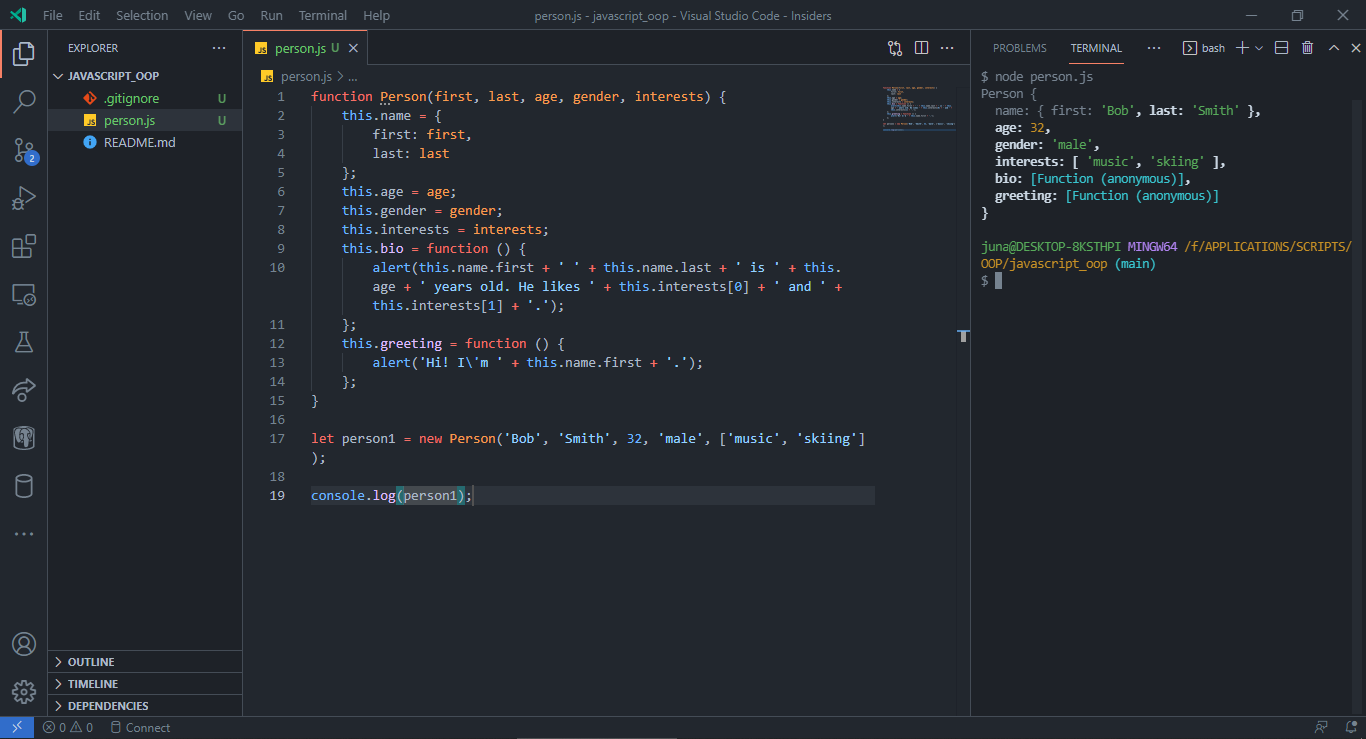 File Edit Selection View Go Run Terminal Help
person.js - javascript_oop - Visual Studio Code - Insiders
EXPLORER
JAVASCRIPT_OOP
.gitignore U
JS person.js U
README.md
2
OUTLINE
TIMELINE
DEPENDENCIES
JS person.js U
JS person.js > ...
1 function Person(first, last, age, gender, interests) {
2 this.name = {
3 first: first,
4 last: last
5 };
6 this.age = age;
7 this.gender = gender;
8 this.interests = interests;
9 this.bio = function () {
10 alert(this.name.first + ' ' + this.name.last + ' is ' + this.
age + ' years old. He likes ' + this.interests[0] + ' and ' +
this.interests[1] + '.');
11 };
12 this.greeting = function () {
13 alert('Hi! I\'m ' + this.name.first + '.');
14 };
15 }
16
17 let person1 = new Person('Bob', 'Smith', 32, 'male', ['music', 'skiing']
);
18
19 console.log(person1);
PROBLEMS TERMINAL ... bash
$ node person.js
Person {
name: { first: 'Bob', last: 'Smith' },
age: 32,
gender: 'male',
interests: [ 'music', 'skiing' ],
bio: [Function (anonymous)],
greeting: [Function (anonymous)]
}
juna@DESKTOP-8KSTHPI MINGW64 /f/APPLICATIONS/SCRIPTS/
OOP/javascript_oop (main)
$
0 0 Connect